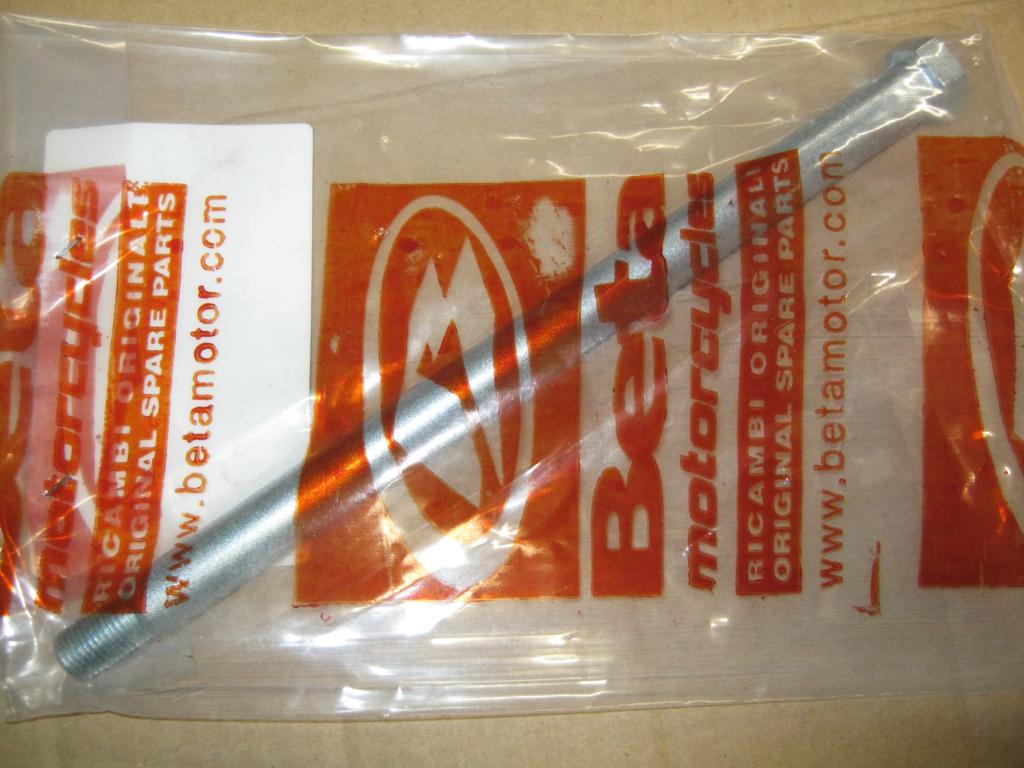 Beta
motorcycles
RICAMBI ORIGINALI
ORIGINAL SPARE PARTS
www.betamotor.com
Beta
motorcycles
RICAMBI ORIGINALI
ORIGINAL SPARE PARTS
www.betamotor.com